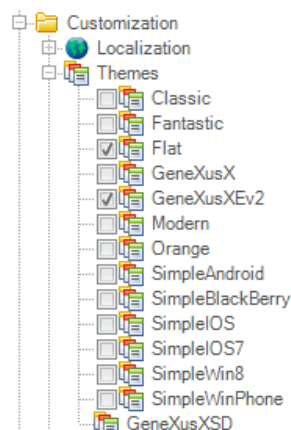 Customization
Localization
Themes
Classic
Fantastic
Flat
GeneXusX
GeneXusXEv2
Modern
Orange
SimpleAndroid
SimpleBlackBerry
SimpleIOS
SimpleIOS7
SimpleWin8
SimpleWinPhone
GeneXusXSD